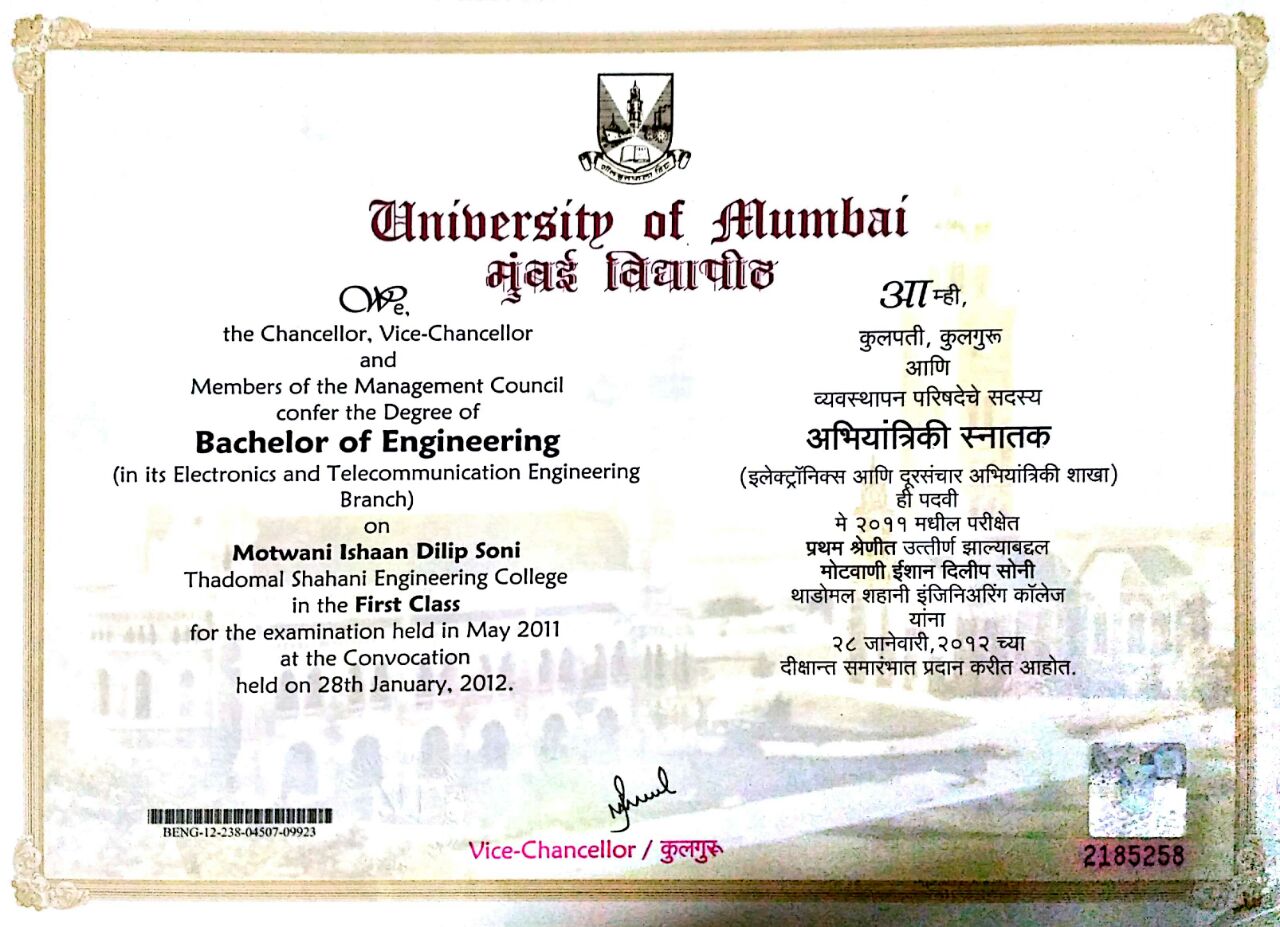 University of Mumbai
मुंबई विद्यापीठ
We,
the Chancellor, Vice-Chancellor
and
Members of the Management Council
confer the Degree of
Bachelor of Engineering
(in its Electronics and Telecommunication Engineering
Branch)
on
Motwani Ishaan Dilip Soni
Thadomal Shahani Engineering College
in the First Class
for the examination held in May 2011
at the Convocation
held on 28th January, 2012.
आम्ही,
कुलपती, कुलगुरू
आणि
व्यवस्थापन परिषदेचे सदस्य
अभियांत्रिकी स्नातक
(इलेक्ट्रॉनिक्स आणि दूरसंचार अभियांत्रिकी शाखा)
ही पदवी
मे २०११ मधील परीक्षेत
प्रथम श्रेणीत उत्तीर्ण झाल्याबद्दल
मोटवाणी ईशान दिलीप सोनी
थाडोमल शहानी इंजिनिअरिंग कॉलेज
यांना
२८ जानेवारी,२०१२ च्या
दीक्षान्त समारंभात प्रदान करीत आहोत.
BENG-12-238-04507-09923
Vice-Chancellor / कुलगुरू
2185258